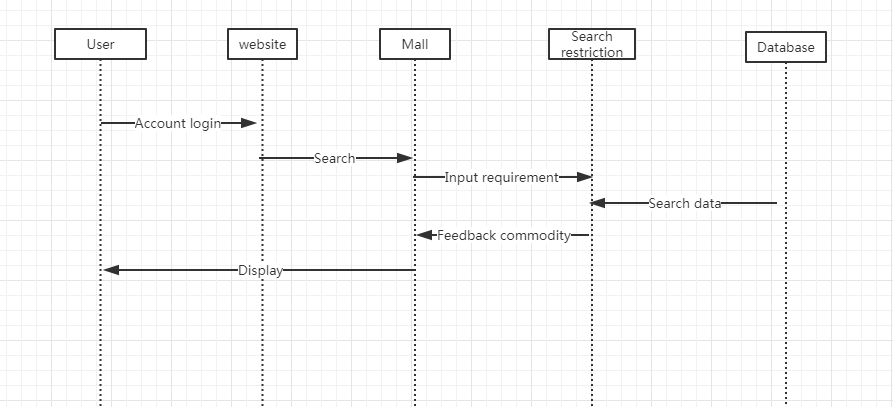 User
website
Mall
Search
restriction
Database
Account login
Search
Input requirement
Search data
Feedback commodity
Display